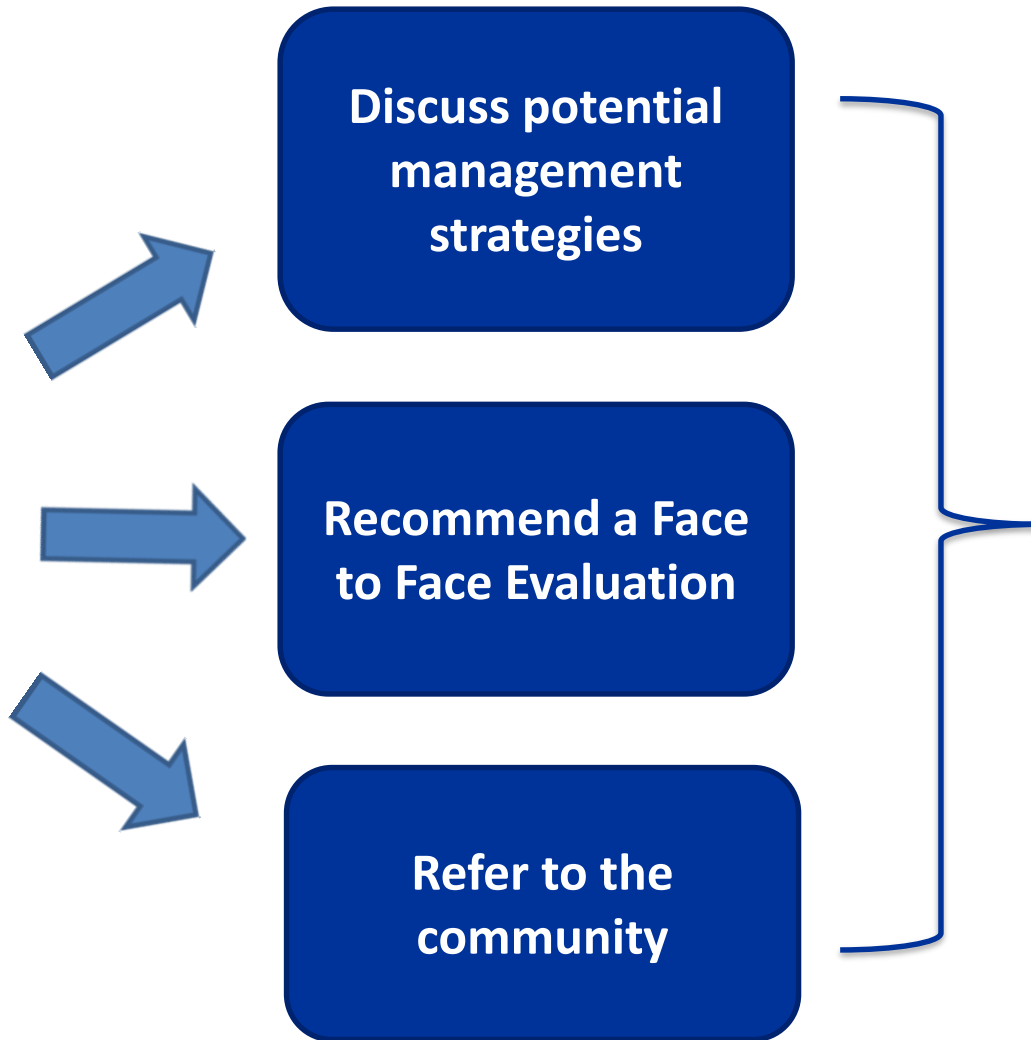 Discuss potential
management
strategies
Recommend a Face
to Face Evaluation
Refer to the
community